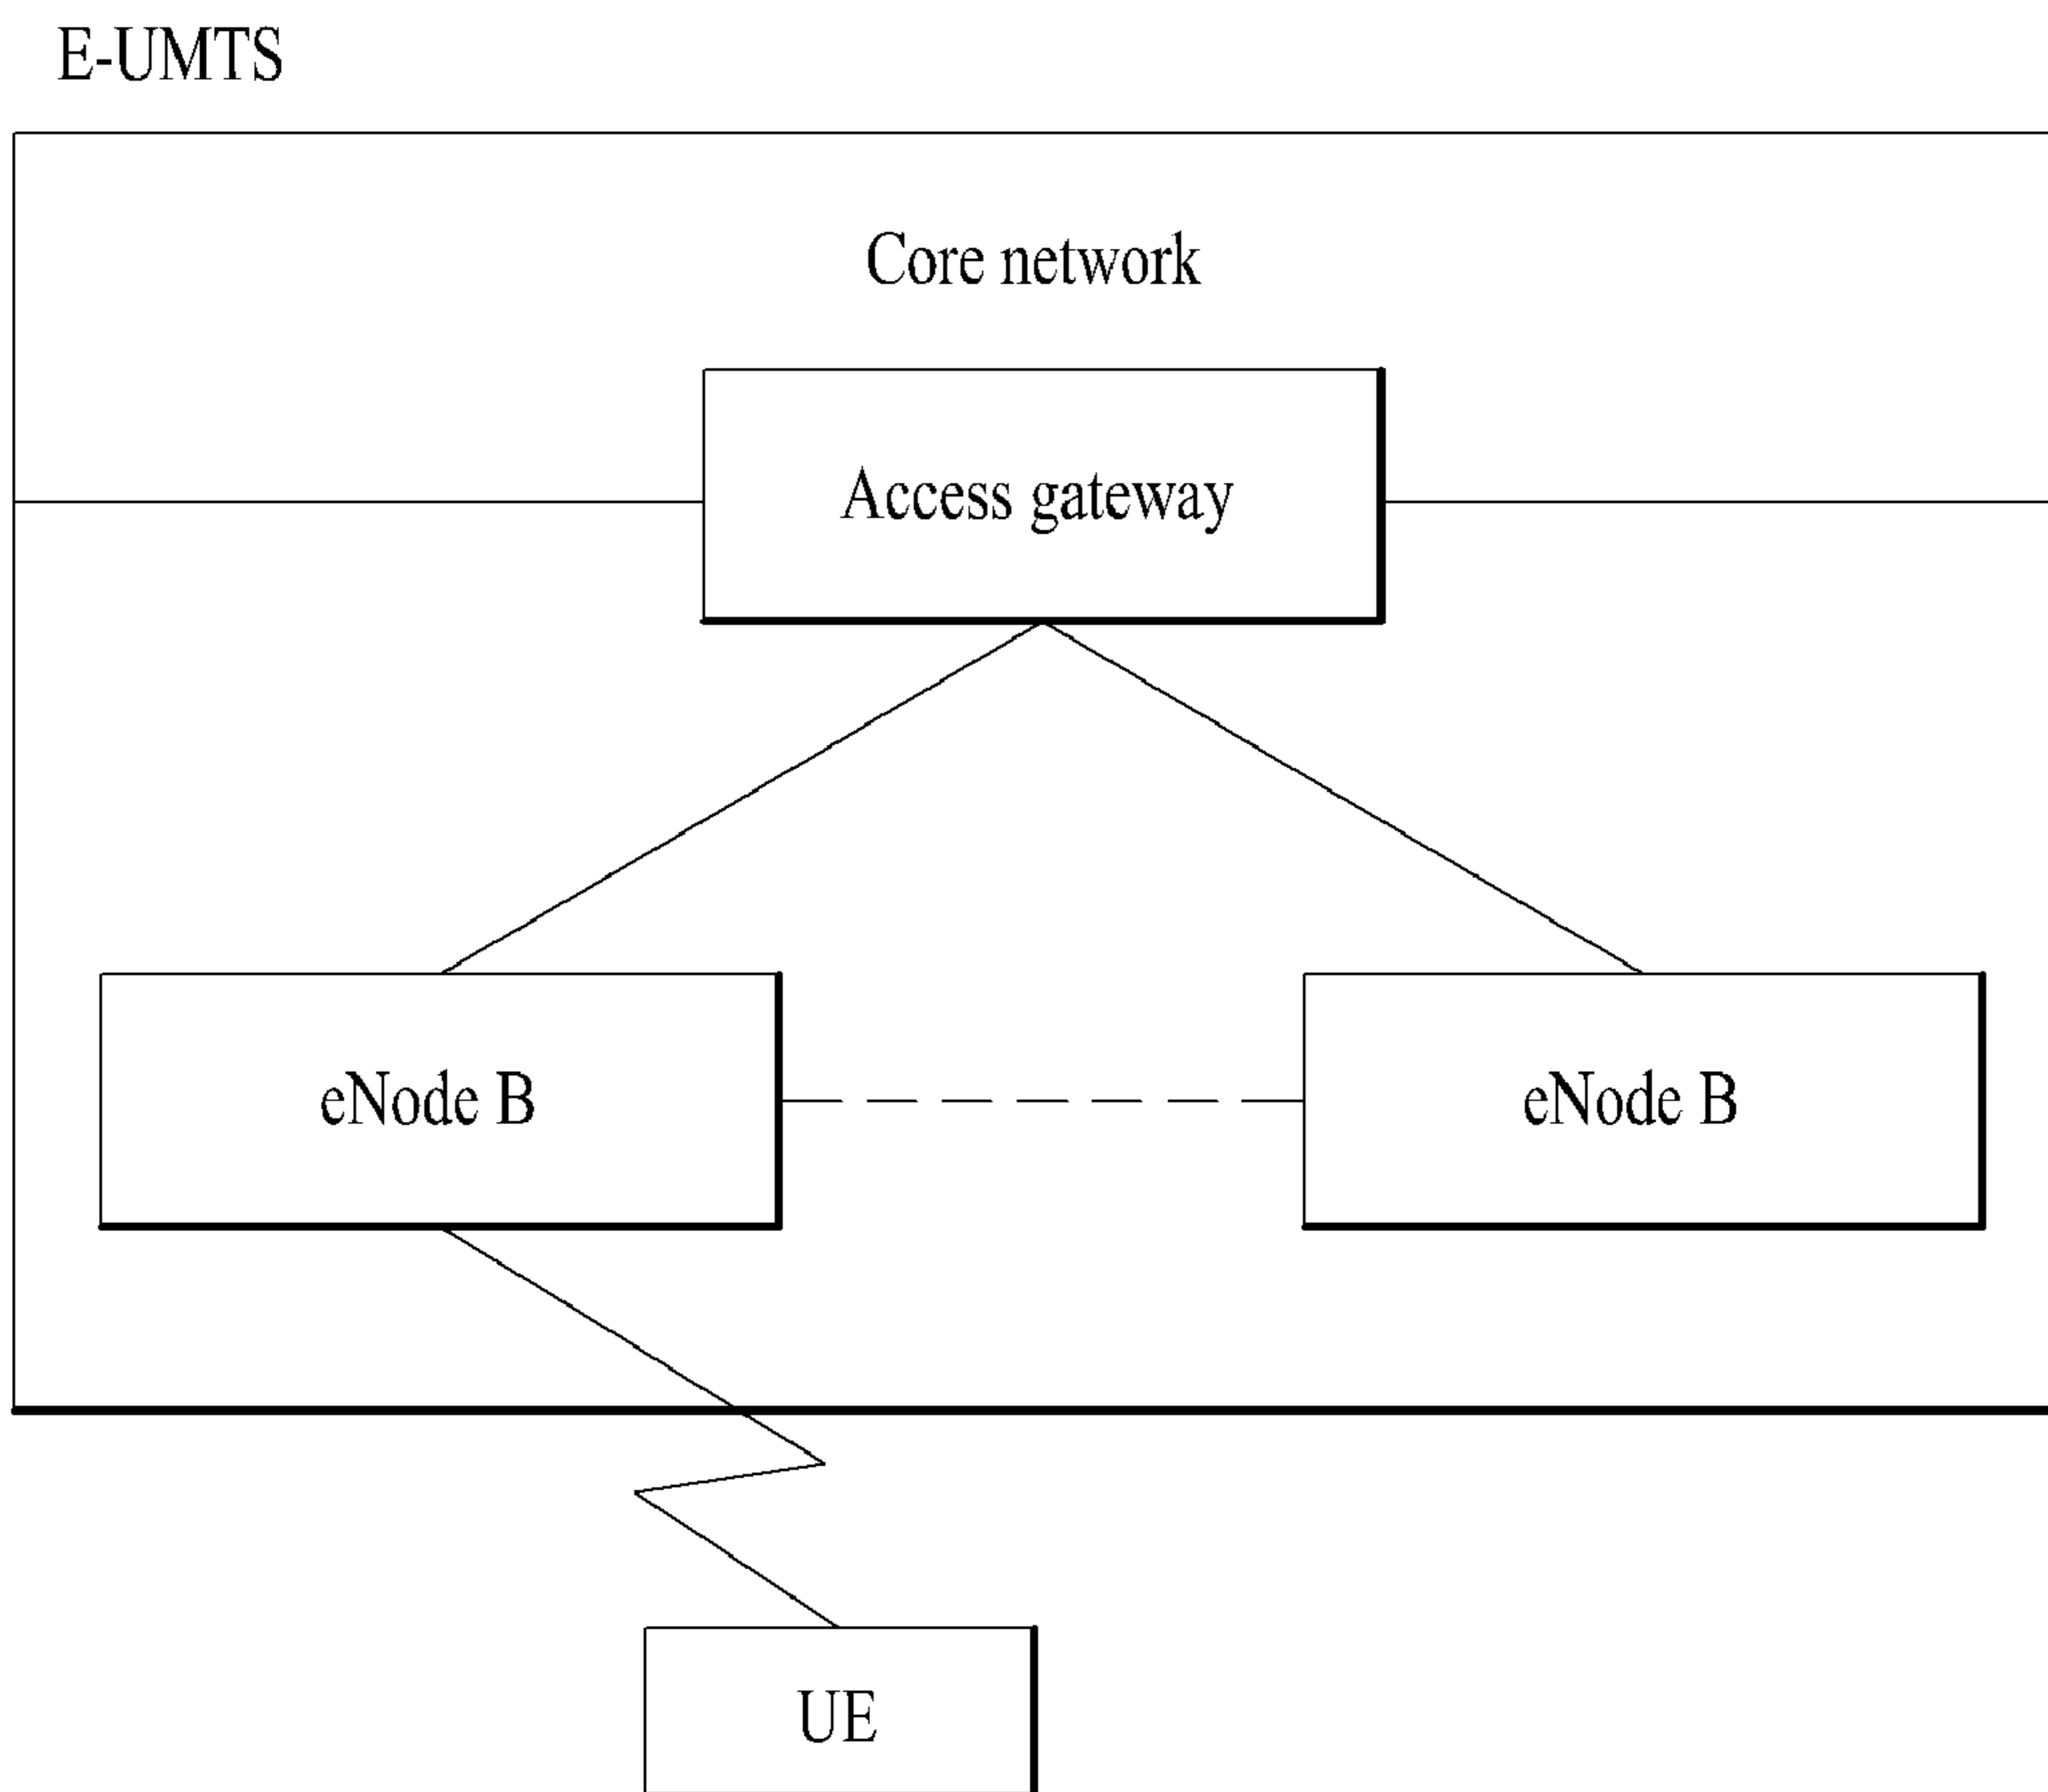 E-UMTS
Core network
Access gateway
eNode B
eNode B
UE